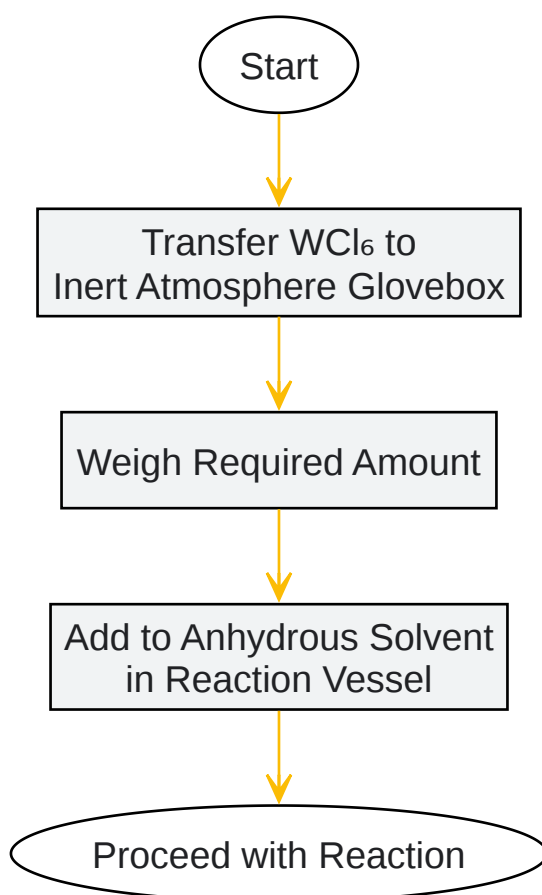 Start
Transfer WCl₆ to
Inert Atmosphere Glovebox
Weigh Required Amount
Add to Anhydrous Solvent
in Reaction Vessel
Proceed with Reaction